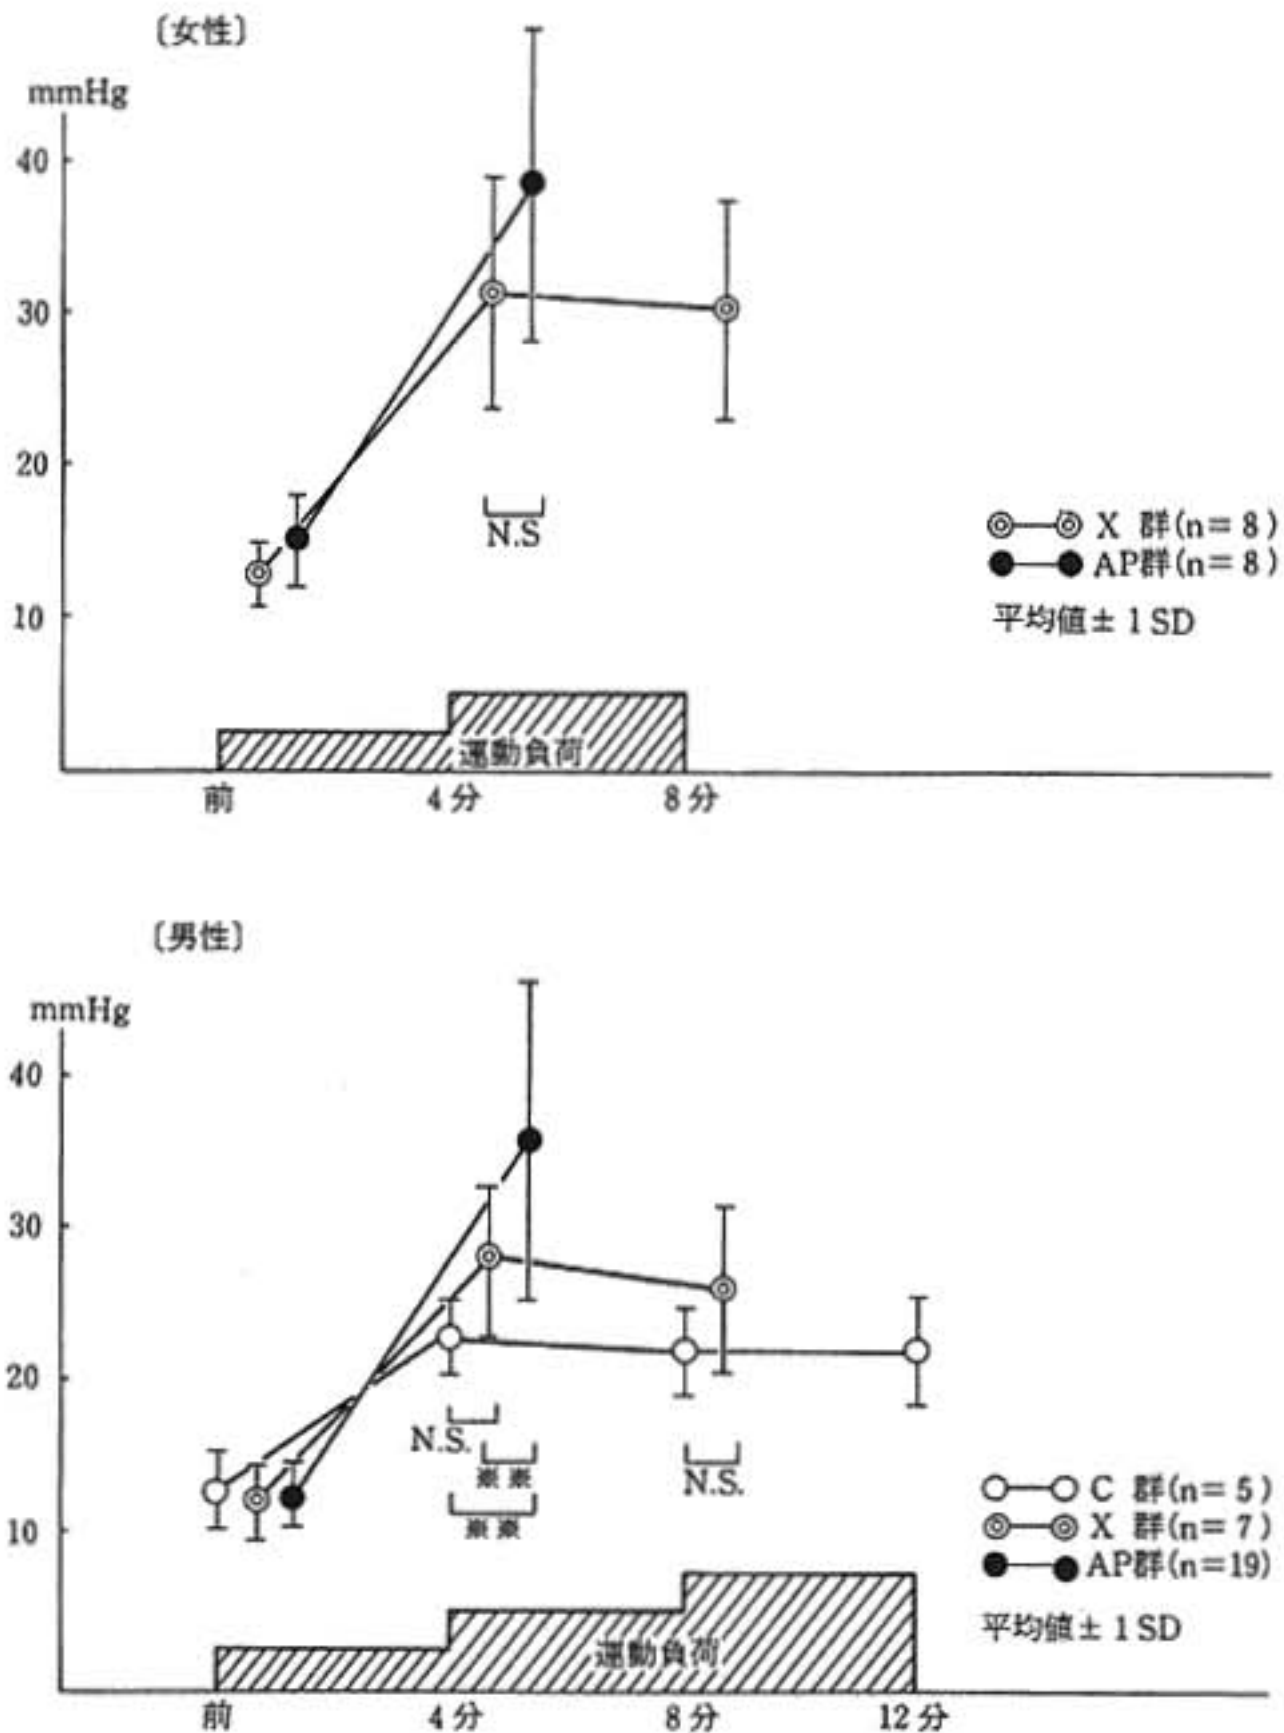 〔女性〕
mmHg
40
30
20
10
N.S
X 群(n=8)
AP群(n=8)
平均値±1SD
運動負荷
前 4分 8分
〔男性〕
mmHg
40
30
20
10
N.S.
※※
※※
N.S.
C 群(n=5)
X 群(n=7)
AP群(n=19)
平均値±1SD
運動負荷
前 4分 8分 12分